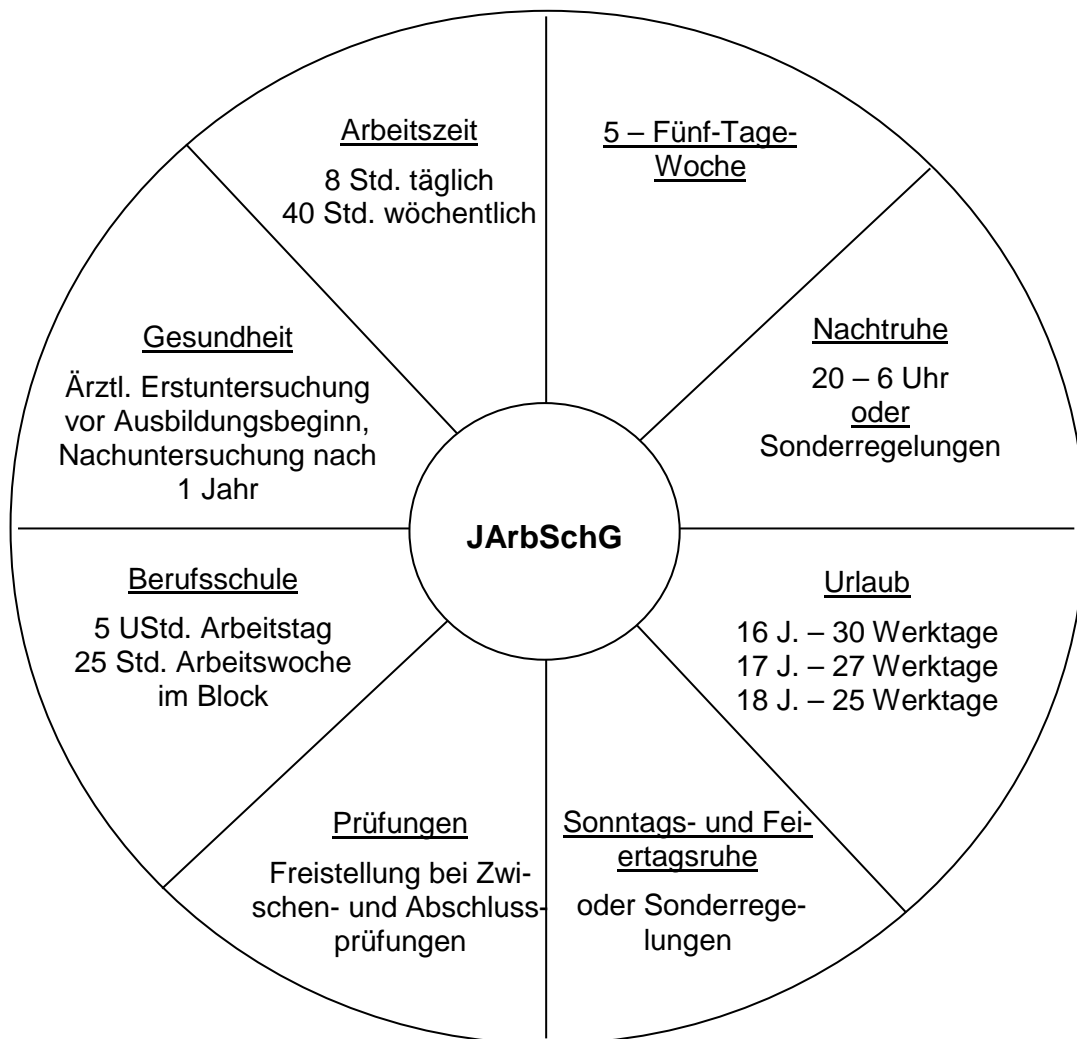 Arbeitszeit
8 Std. täglich
40 Std. wöchentlich
5 – Fünf-Tage-
Woche
Nachtruhe
20 – 6 Uhr
oder
Sonderregelungen
Urlaub
16 J. – 30 Werktage
17 J. – 27 Werktage
18 J. – 25 Werktage
Sonntags- und Fei-
ertagsruhe
oder Sonderrege-
lungen
Prüfungen
Freistellung bei Zwi-
schen- und Abschluss-
prüfungen
Berufsschule
5 UStd. Arbeitstag
25 Std. Arbeitswoche
im Block
Gesundheit
Ärztl. Erstuntersuchung
vor Ausbildungsbeginn,
Nachuntersuchung nach
1 Jahr
JArbSchG